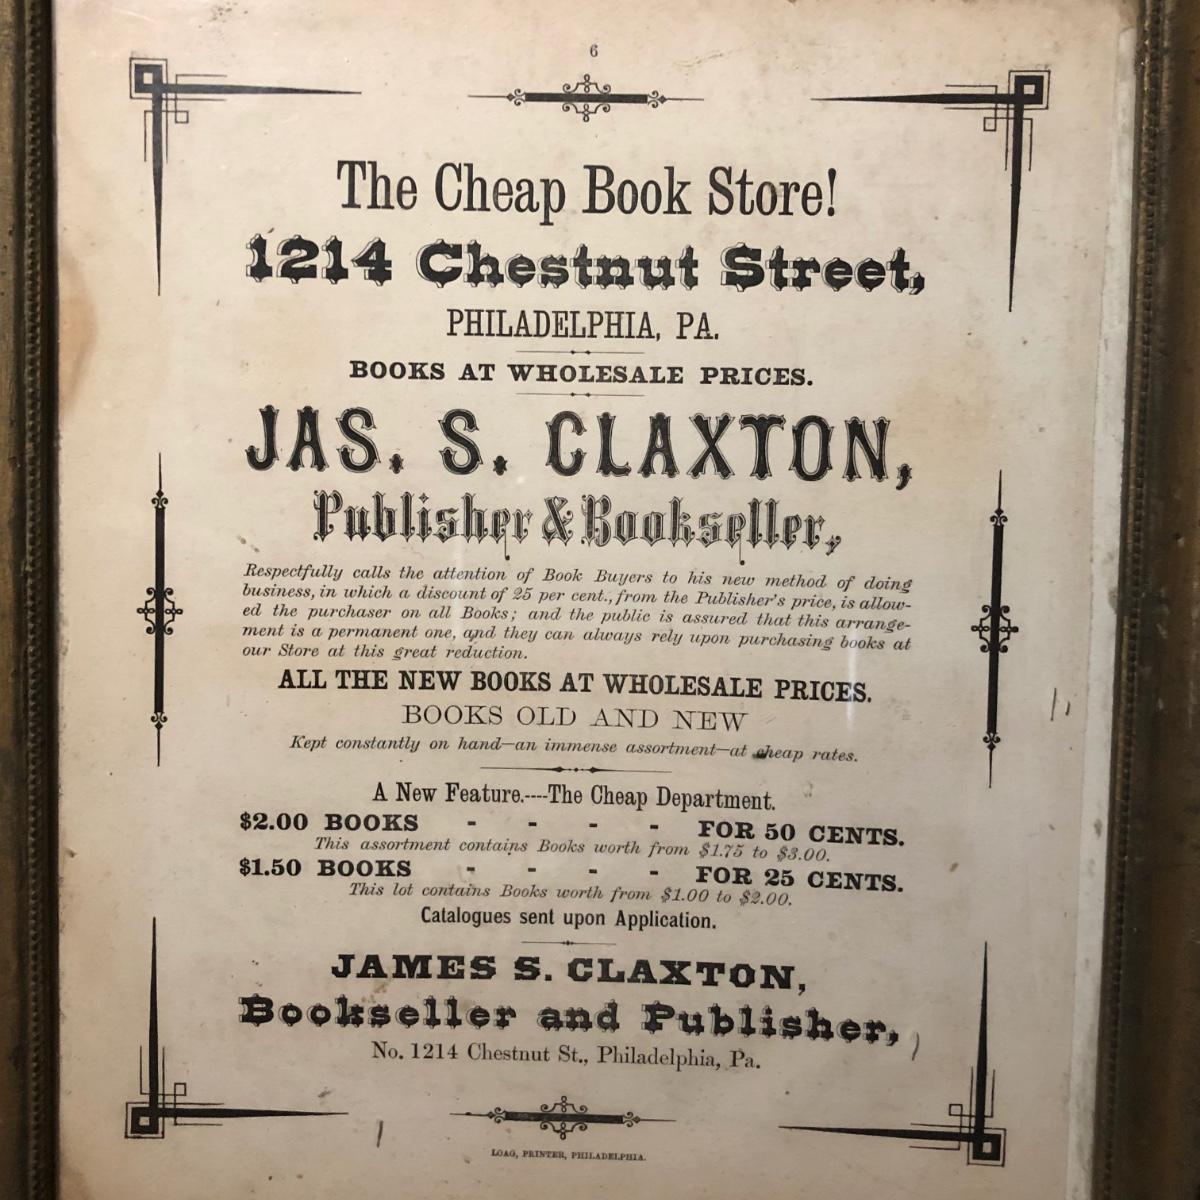 6
The Cheap Book Store!
1214 Chestnut Street,
PHILADELPHIA, PA.
BOOKS AT WHOLESALE PRICES.
JAS. S. CLAXTON,
Publisher & Bookseller,
Respectfully calls the attention of Book Buyers to his new method of doing
business, in which a discount of 25 per cent., from the Publisher's price, is allow-
ed the purchaser on all Books; and the public is assured that this arrange-
ment is a permanent one, and they can always rely upon purchasing books at
our Store at this great reduction.
ALL THE NEW BOOKS AT WHOLESALE PRICES.
BOOKS OLD AND NEW
Kept constantly on hand—an immense assortment—at cheap rates.
A New Feature.----The Cheap Department.
$2.00 BOOKS - - - - FOR 50 CENTS.
This assortment contains Books worth from $1.75 to $3.00.
$1.50 BOOKS - - - - FOR 25 CENTS.
This lot contains Books worth from $1.00 to $2.00.
Catalogues sent upon Application.
JAMES S. CLAXTON,
Bookseller and Publisher,
No. 1214 Chestnut St., Philadelphia, Pa.
LOAG, PRINTER, PHILADELPHIA.